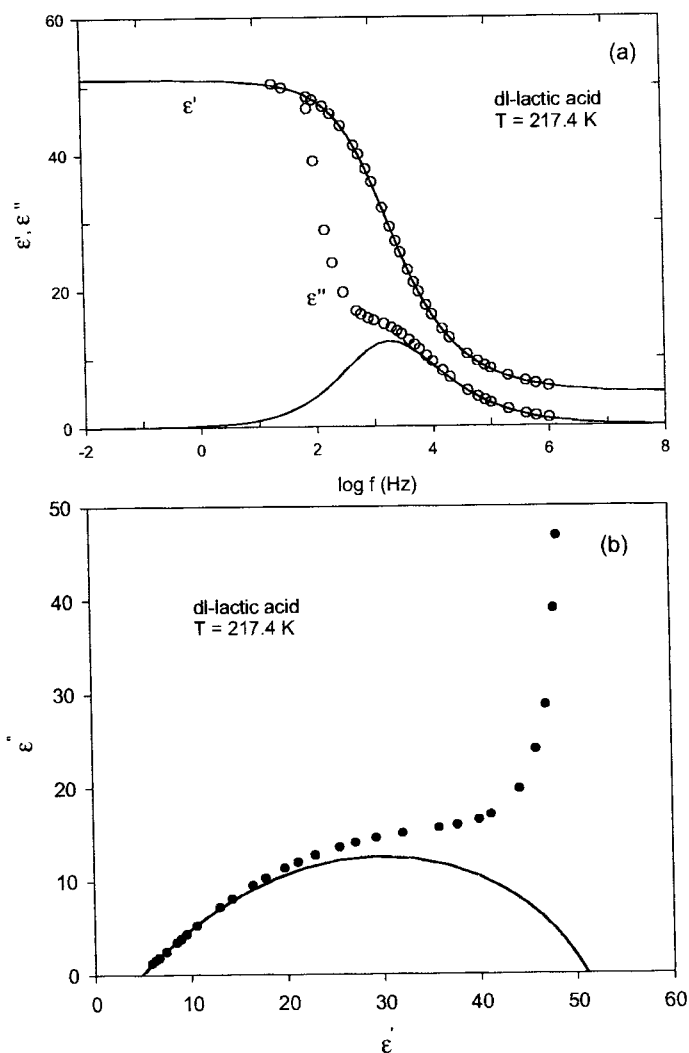 60
(a)
dl-lactic acid
T = 217.4 K
ε'
40
ε', ε"
20
ε"
0
-2 0 2 4 6 8
log f (Hz)
50
(b)
dl-lactic acid
T = 217.4 K
40
30
ε"
20
10
0
0 10 20 30 40 50 60
ε'